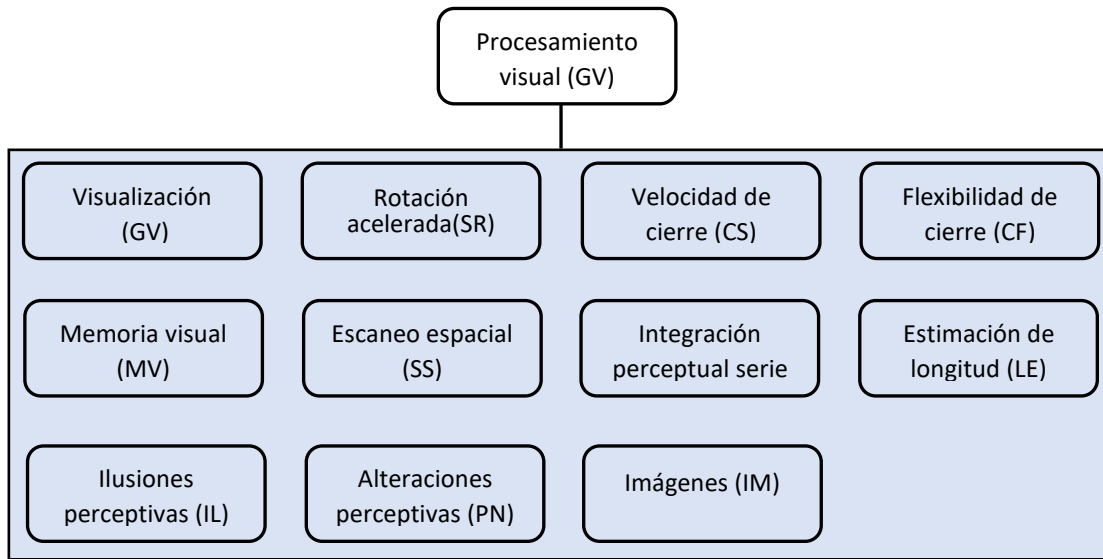 Procesamiento
visual (GV)
Visualización
(GV)
Rotación
acelerada(SR)
Velocidad de
cierre (CS)
Flexibilidad de
cierre (CF)
Memoria visual
(MV)
Escaneo espacial
(SS)
Integración
perceptual serie
Estimación de
longitud (LE)
Ilusiones
perceptivas (IL)
Alteraciones
perceptivas (PN)
Imágenes (IM)